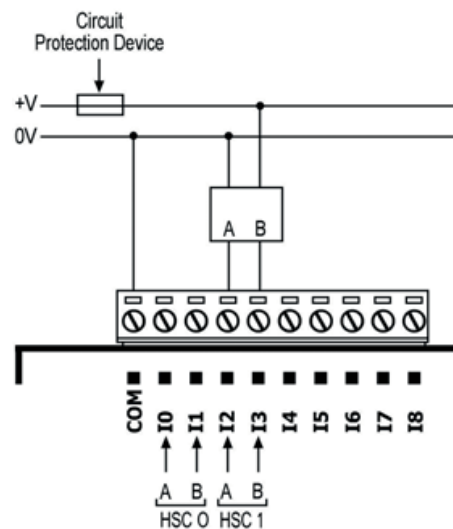 Circuit
Protection Device
+V
0V
A B
COM I0 I1 I2 I3 I4 I5 I6 I7 I8
A B A B
HSC 0 HSC 1